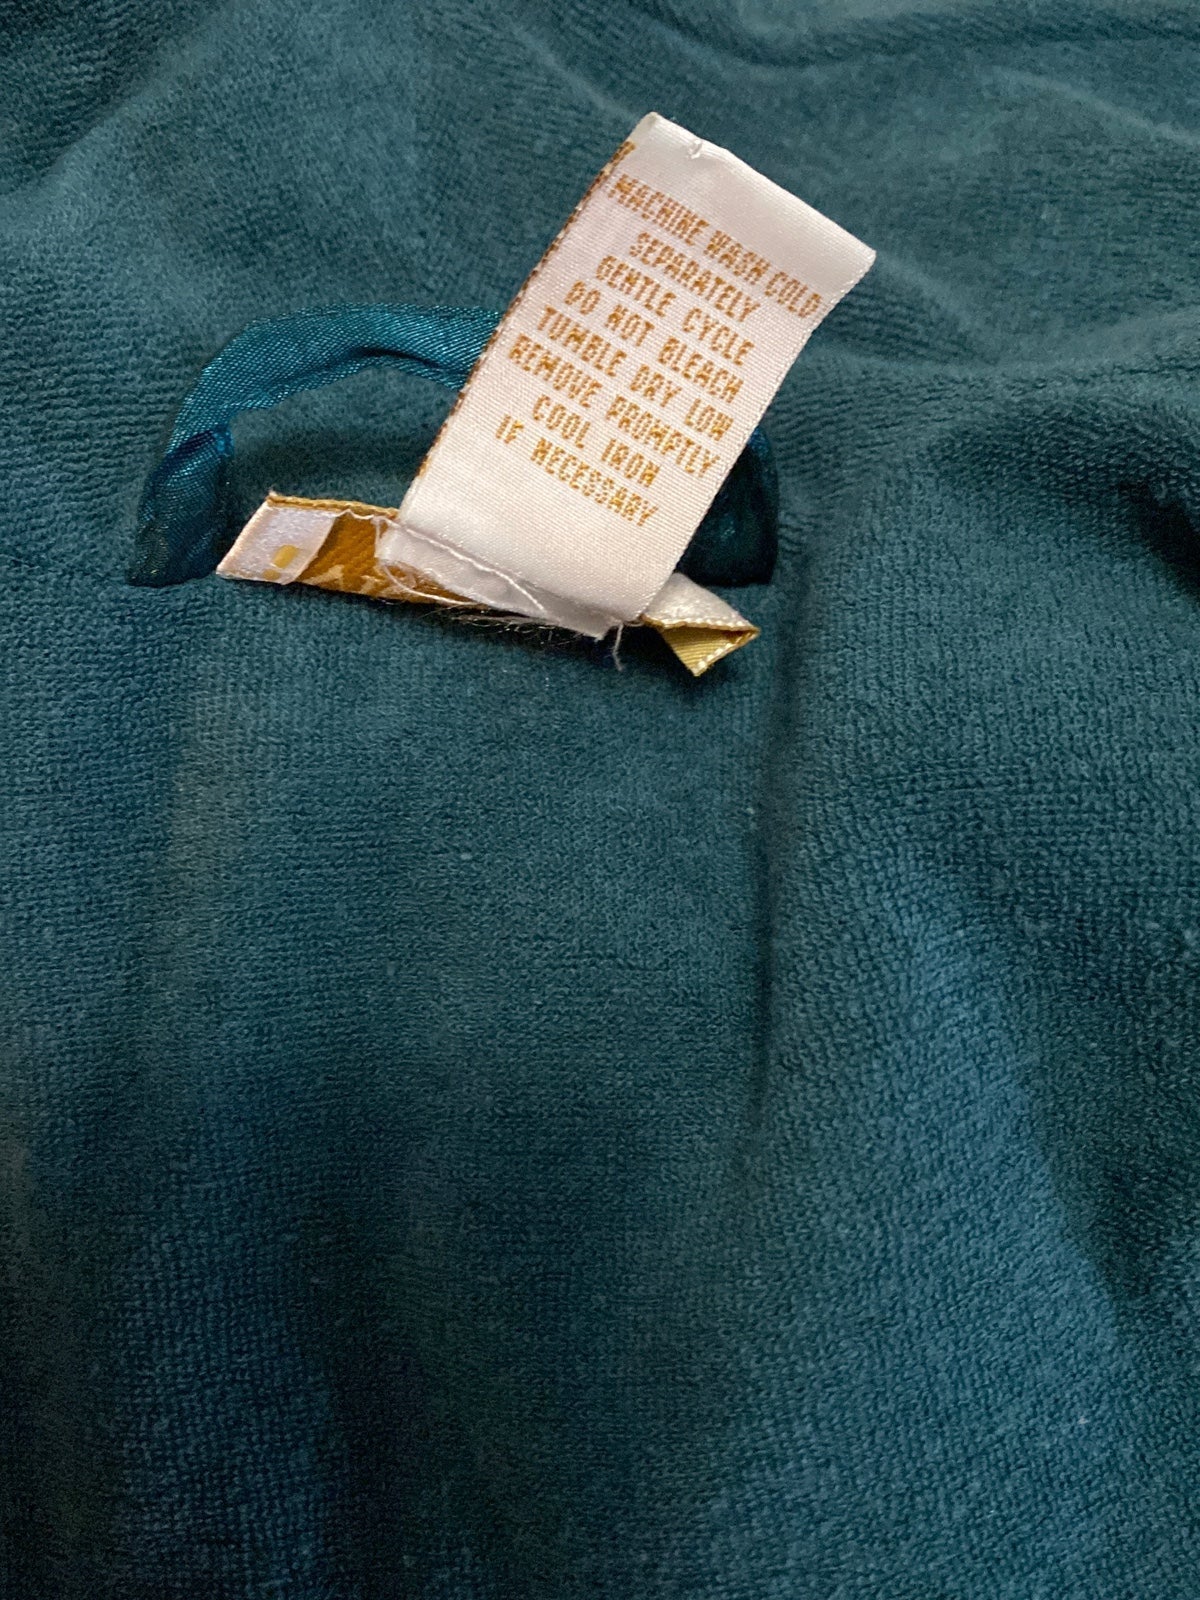 MACHINE WASH COLD
SEPARATELY
GENTLE CYCLE
DO NOT BLEACH
TUMBLE DRY LOW
REMOVE PROMPTLY
COOL IRON
IF NECESSARY